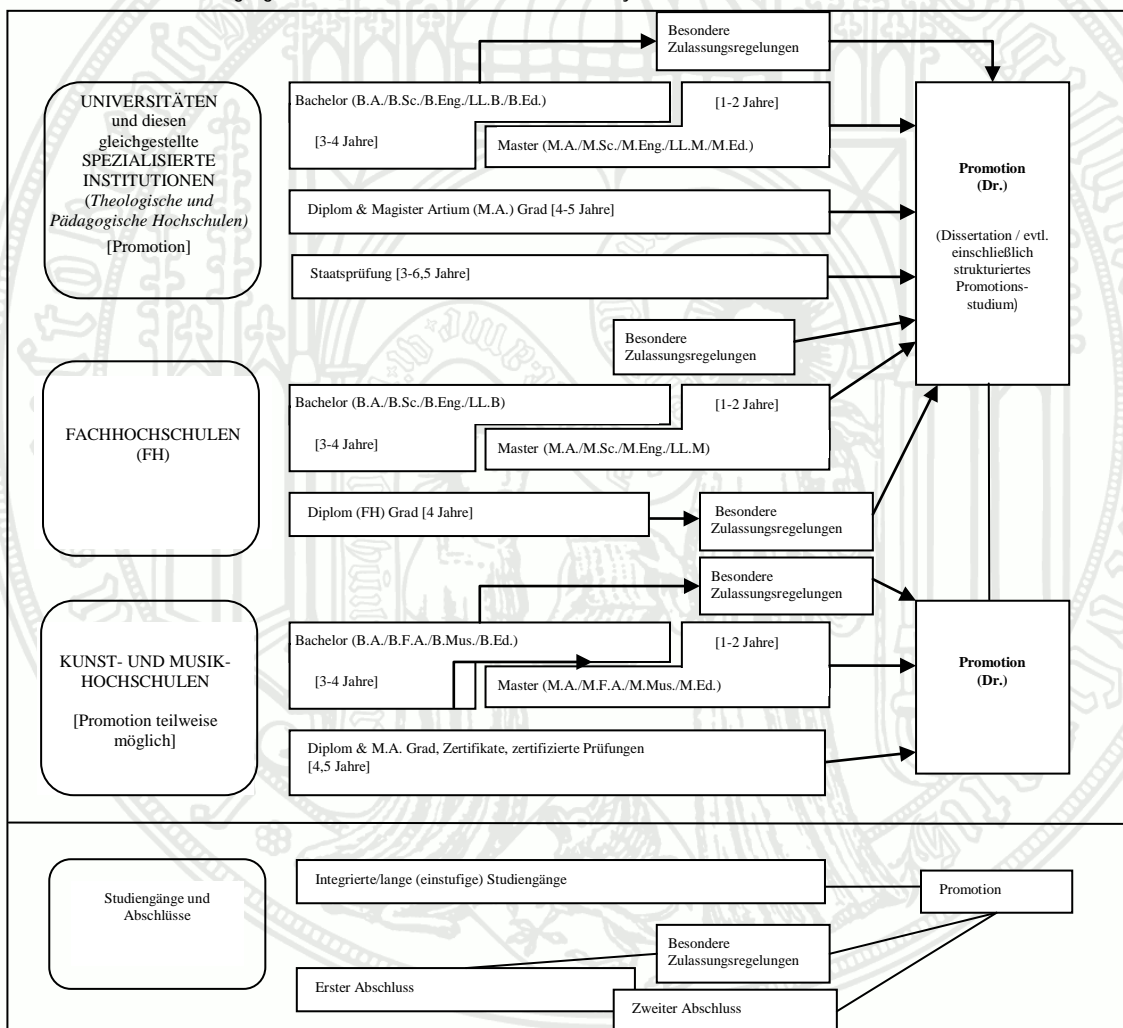 Besondere
Zulassungsregelungen
UNIVERSITÄTEN
und diesen
gleichgestellte
SPEZIALISIERTE
INSTITUTIONEN
(Theologische und
Pädagogische Hochschulen)
[Promotion]
Bachelor (B.A./B.Sc./B.Eng./LL.B./B.Ed.)
[3-4 Jahre]
[1-2 Jahre]
Master (M.A./M.Sc./M.Eng./LL.M./M.Ed.)
Diplom & Magister Artium (M.A.) Grad [4-5 Jahre]
Staatsprüfung [3-6,5 Jahre]
Promotion
(Dr.)
(Dissertation / evtl.
einschließlich
strukturiertes
Promotions-
studium)
Besondere
Zulassungsregelungen
FACHHOCHSCHULEN
(FH)
Bachelor (B.A./B.Sc./B.Eng./LL.B)
[3-4 Jahre]
[1-2 Jahre]
Master (M.A./M.Sc./M.Eng./LL.M)
Diplom (FH) Grad [4 Jahre]
Besondere
Zulassungsregelungen
Besondere
Zulassungsregelungen
KUNST- UND MUSIK-
HOCHSCHULEN
[Promotion teilweise
möglich]
Bachelor (B.A./B.F.A./B.Mus./B.Ed.)
[3-4 Jahre]
[1-2 Jahre]
Master (M.A./M.F.A./M.Mus./M.Ed.)
Diplom & M.A. Grad, Zertifikate, zertifizierte Prüfungen
[4,5 Jahre]
Promotion
(Dr.)
Studiengänge und
Abschlüsse
Integrierte/lange (einstufige) Studiengänge
Promotion
Besondere
Zulassungsregelungen
Erster Abschluss
Zweiter Abschluss